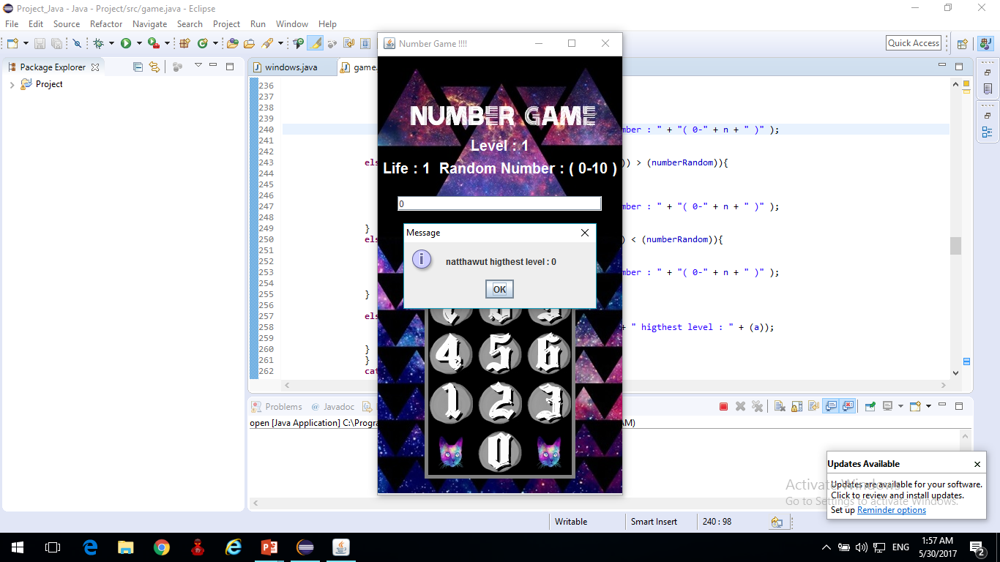 Project_Java - Java - Project/src/game.java - Eclipse
File Edit Source Refactor Navigate Search Project Run Window Help
Quick Access
Package Explorer
Project
windows.java
game.
Number Game !!!!
236
237
238
239
240 mber : " + "( 0-" + n + " )" );
241
242
243 els )) > (numberRandom)){
244
245
246
247 mber : " + "( 0-" + n + " )" );
248
249 }
250 els ) < (numberRandom)){
251
252
253 mber : " + "( 0-" + n + " )" );
254
255 }
256
257 els
258 + " higthest level : " + (a));
259
260 }
261 }
262 cat
NUMBER GAME
Level : 1
Life : 1 Random Number : ( 0-10 )
0
Message
natthawut higthest level : 0
OK
4 5 6
1 2 3
0
Problems @ Javadoc
open [Java Application] C:\Progra
AM)
Updates Available
Updates are available for your software.
Click to review and install updates.
Set up Reminder options
Activate Windows
Go to Settings to activate Windows.
Writable Smart Insert 240 : 98
ENG
1:57 AM
5/30/2017
2